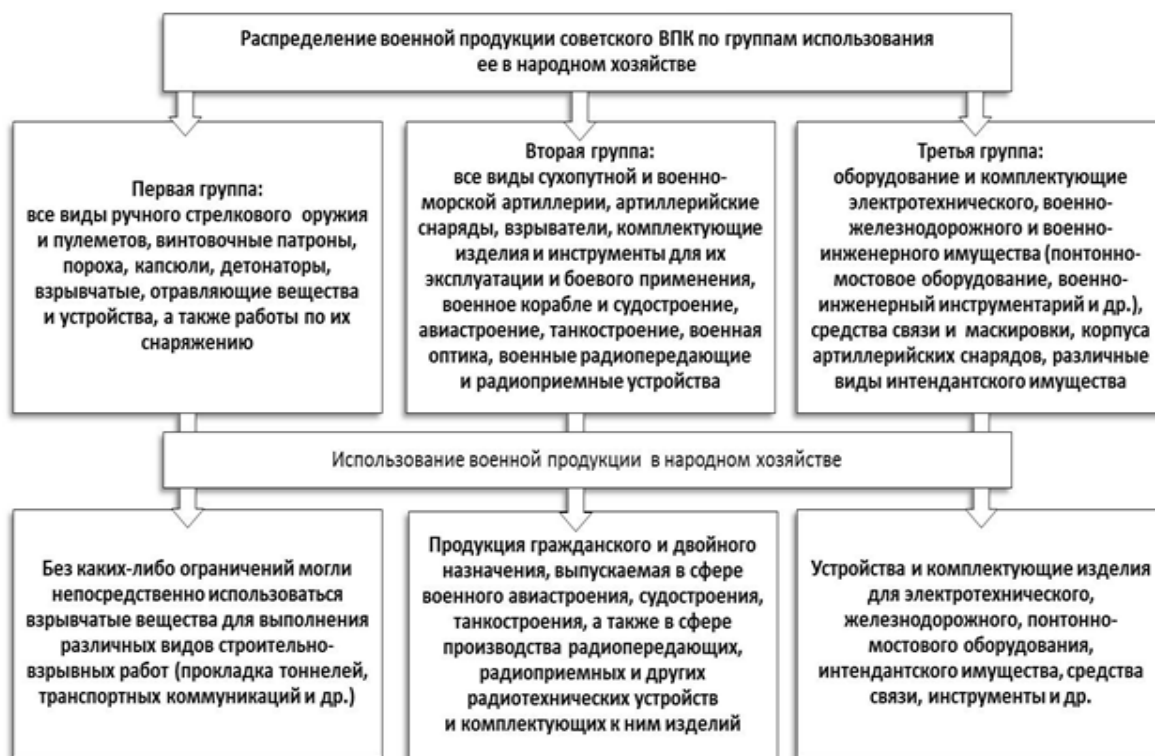 Распределение военной продукции советского ВПК по группам использования
ее в народном хозяйстве
Первая группа:
все виды ручного стрелкового оружия
и пулеметов, винтовочные патроны,
пороха, капсюли, детонаторы,
взрывчатые, отравляющие вещества
и устройства, а также работы по их
снаряжению
Вторая группа:
все виды сухопутной и военно-
морской артиллерии, артиллерийские
снаряды, взрыватели, комплектующие
изделия и инструменты для их
эксплуатации и боевого применения,
военное корабле и судостроение,
авиастроение, танкостроение, военная
оптика, военные радиопередающие
и радиоприемные устройства
Третья группа:
оборудование и комплектующие
электротехнического, военно-
железнодорожного и военно-
инженерного имущества (понтонно-
мостовое оборудование, военно-
инженерный инструментарий и др.),
средства связи и маскировки, корпуса
артиллерийских снарядов, различные
виды интендантского имущества
Использование военной продукции в народном хозяйстве
Без каких-либо ограничений могли
непосредственно использоваться
взрывчатые вещества для выполнения
различных видов строительно-
взрывных работ (прокладка тоннелей,
транспортных коммуникаций и др.)
Продукция гражданского и двойного
назначения, выпускаемая в сфере
военного авиастроения, судостроения,
танкостроения, а также в сфере
производства радиопередающих,
радиоприемных и других
радиотехнических устройств
и комплектующих к ним изделий
Устройства и комплектующие изделия
для электротехнического,
железнодорожного, понтонно-
мостового оборудования,
интендантского имущества, средства
связи, инструменты и др.